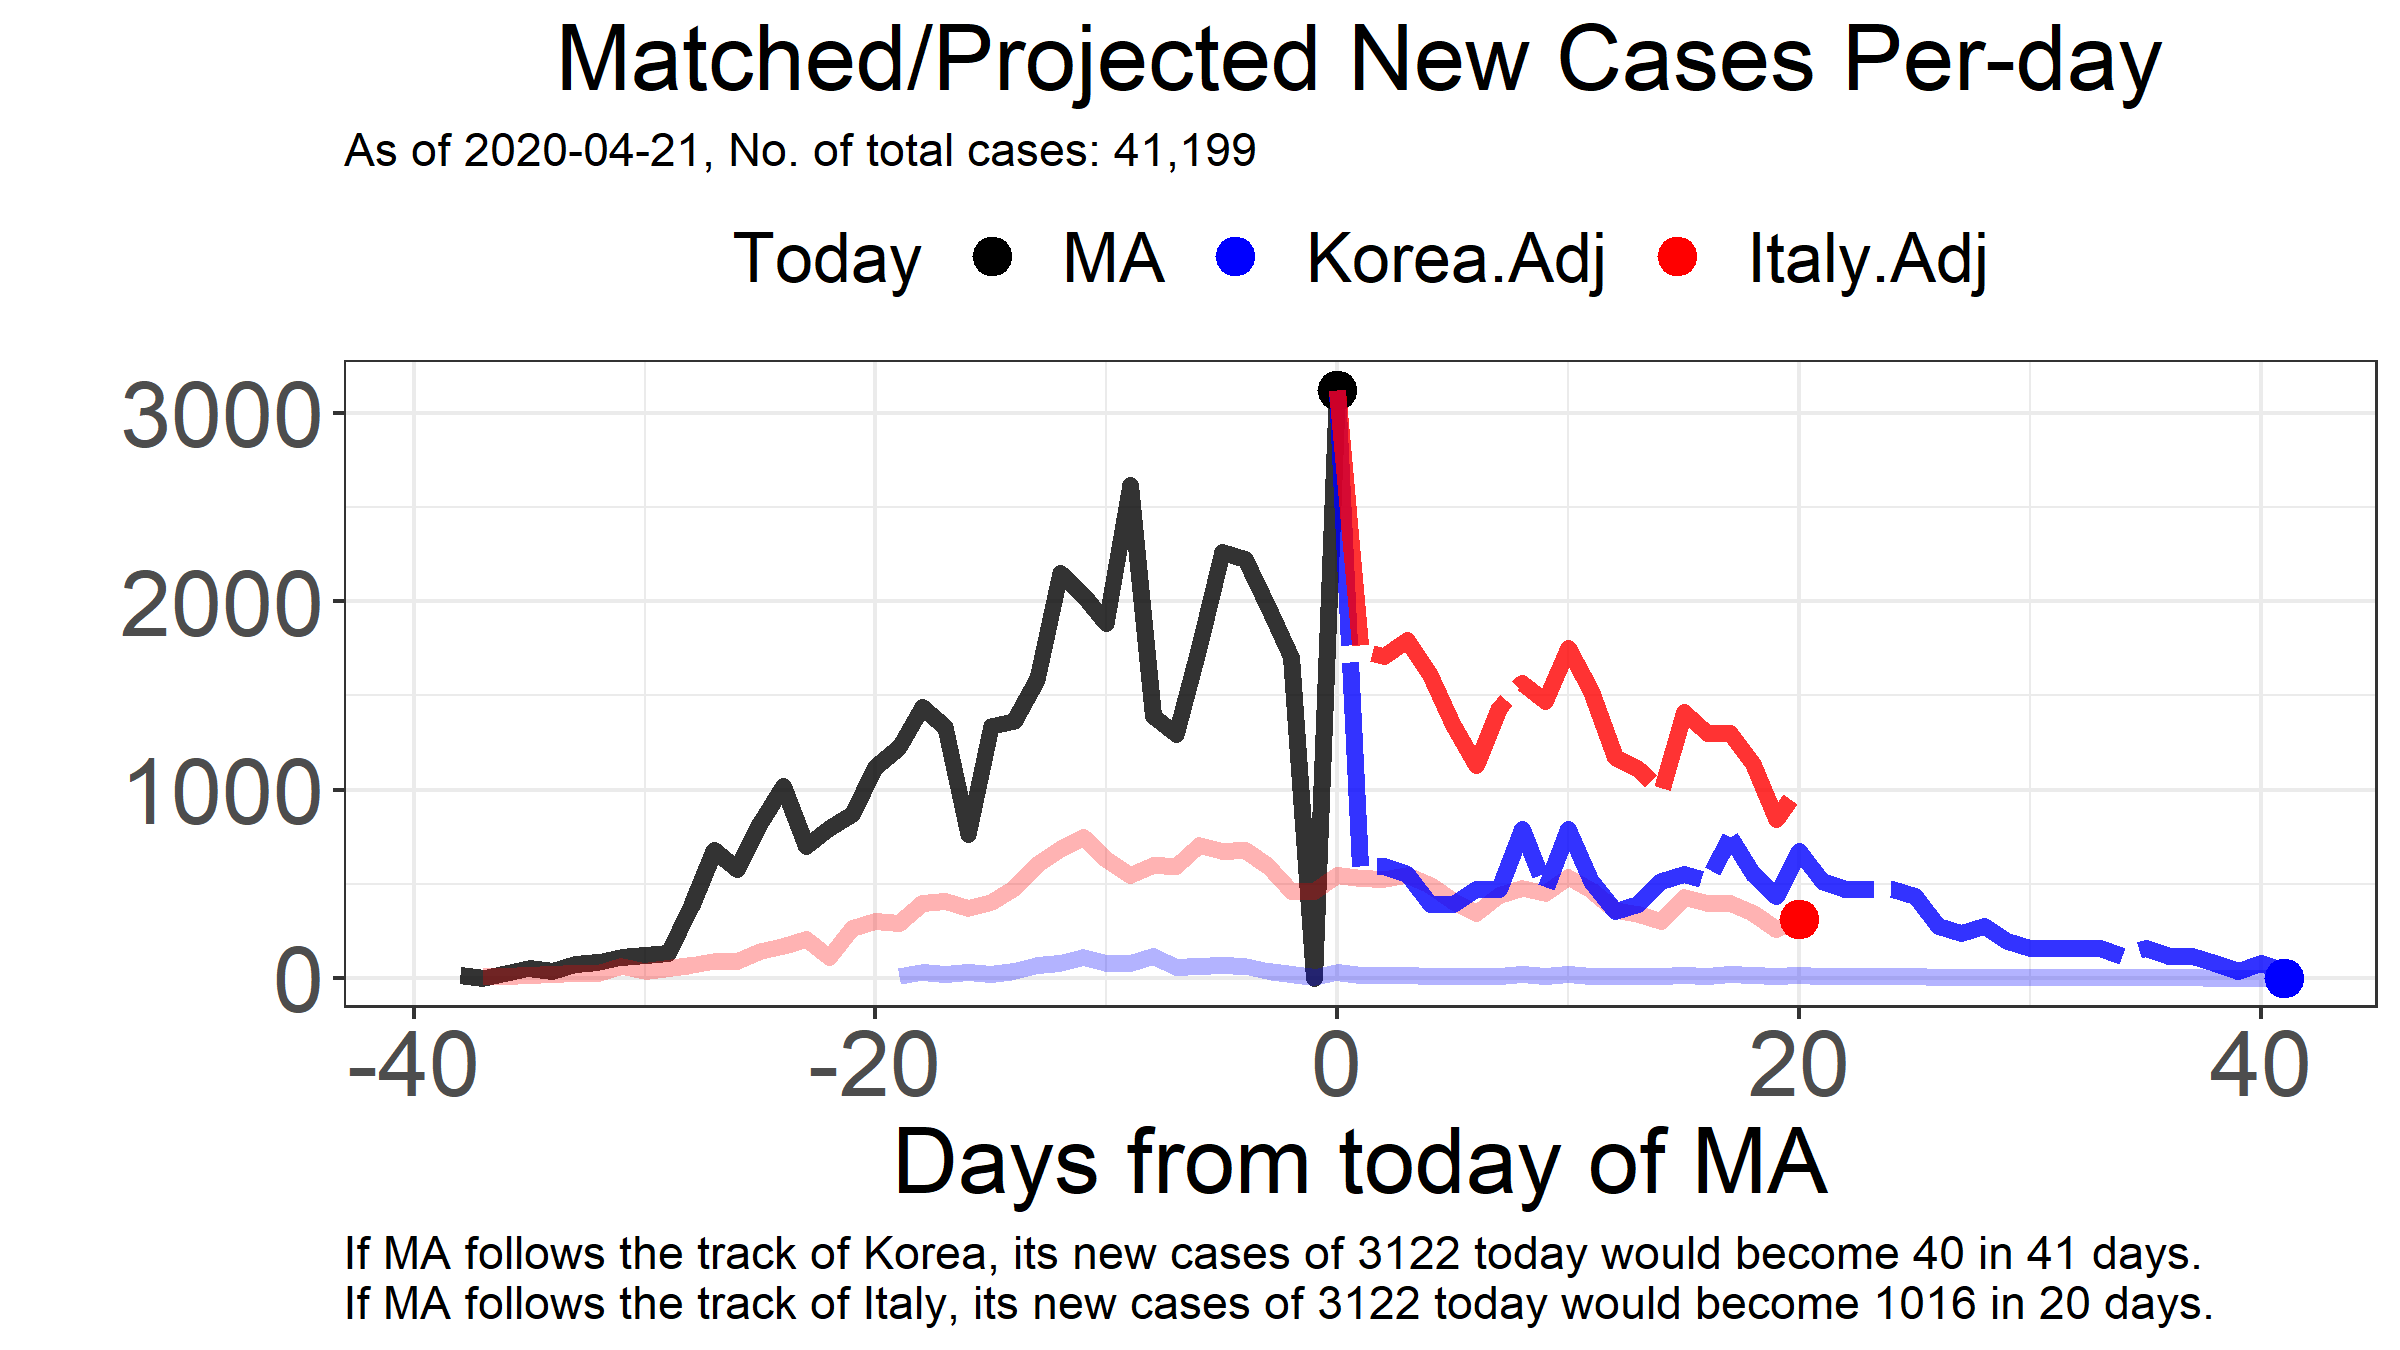 Matched/Projected New Cases Per-day
As of 2020-04-21, No. of total cases: 41,199
Today MA Korea.Adj Italy.Adj
3000
2000
1000
0
-40 -20 0 20 40
Days from today of MA
If MA follows the track of Korea, its new cases of 3122 today would become 40 in 41 days.
If MA follows the track of Italy, its new cases of 3122 today would become 1016 in 20 days.